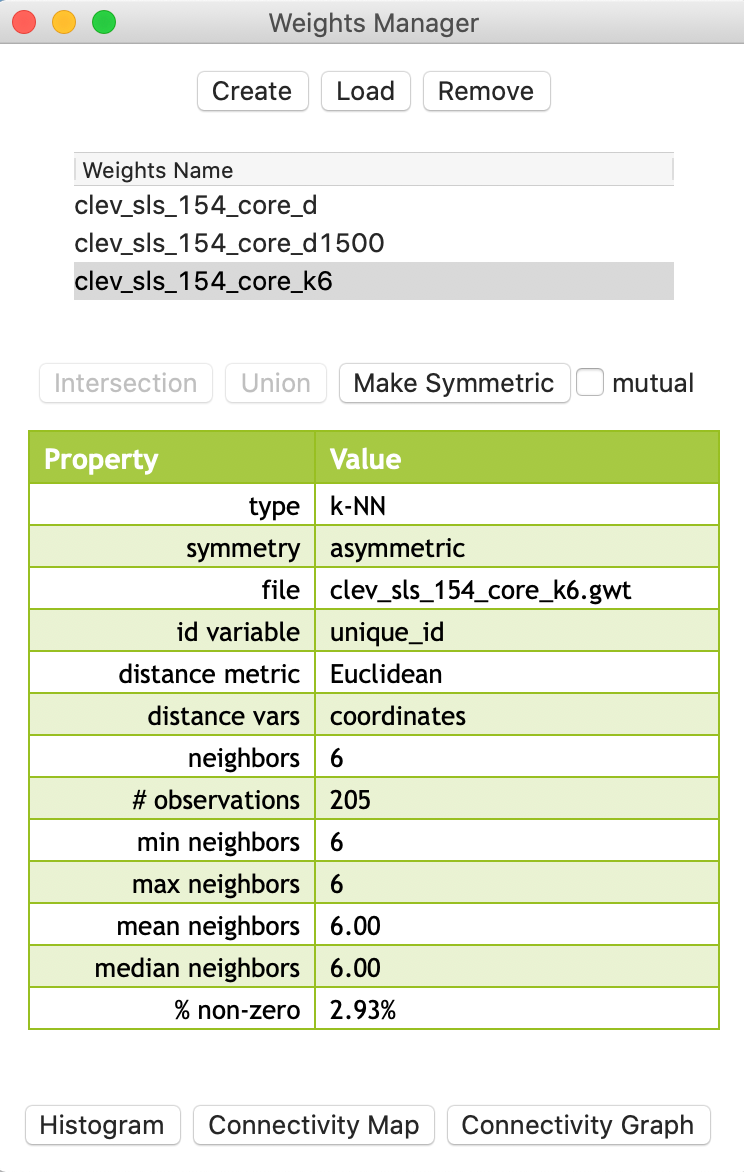 Weights Manager
Create Load Remove
Weights Name
clev_sls_154_core_d
clev_sls_154_core_d1500
clev_sls_154_core_k6
Intersection Union Make Symmetric mutual
Property Value
type k-NN
symmetry asymmetric
file clev_sls_154_core_k6.gwt
id variable unique_id
distance metric Euclidean
distance vars coordinates
neighbors 6
# observations 205
min neighbors 6
max neighbors 6
mean neighbors 6.00
median neighbors 6.00
% non-zero 2.93%
Histogram Connectivity Map Connectivity Graph